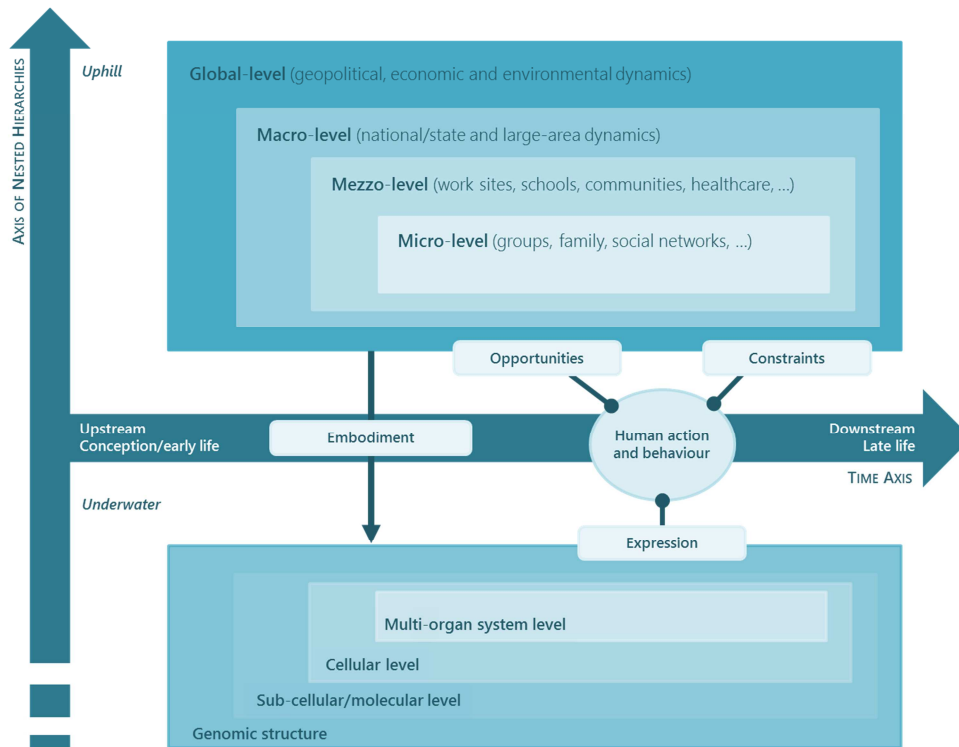 AXIS OF NESTED HIERARCHIES
Uphill
Global-level (geopolitical, economic and environmental dynamics)
Macro-level (national/state and large-area dynamics)
Mezzo-level (work sites, schools, communities, healthcare, ...)
Micro-level (groups, family, social networks, ...)
Opportunities
Constraints
Upstream
Conception/early life
Embodiment
Human action
and behaviour
Downstream
Late life
TIME AXIS
Underwater
Expression
Multi-organ system level
Cellular level
Sub-cellular/molecular level
Genomic structure